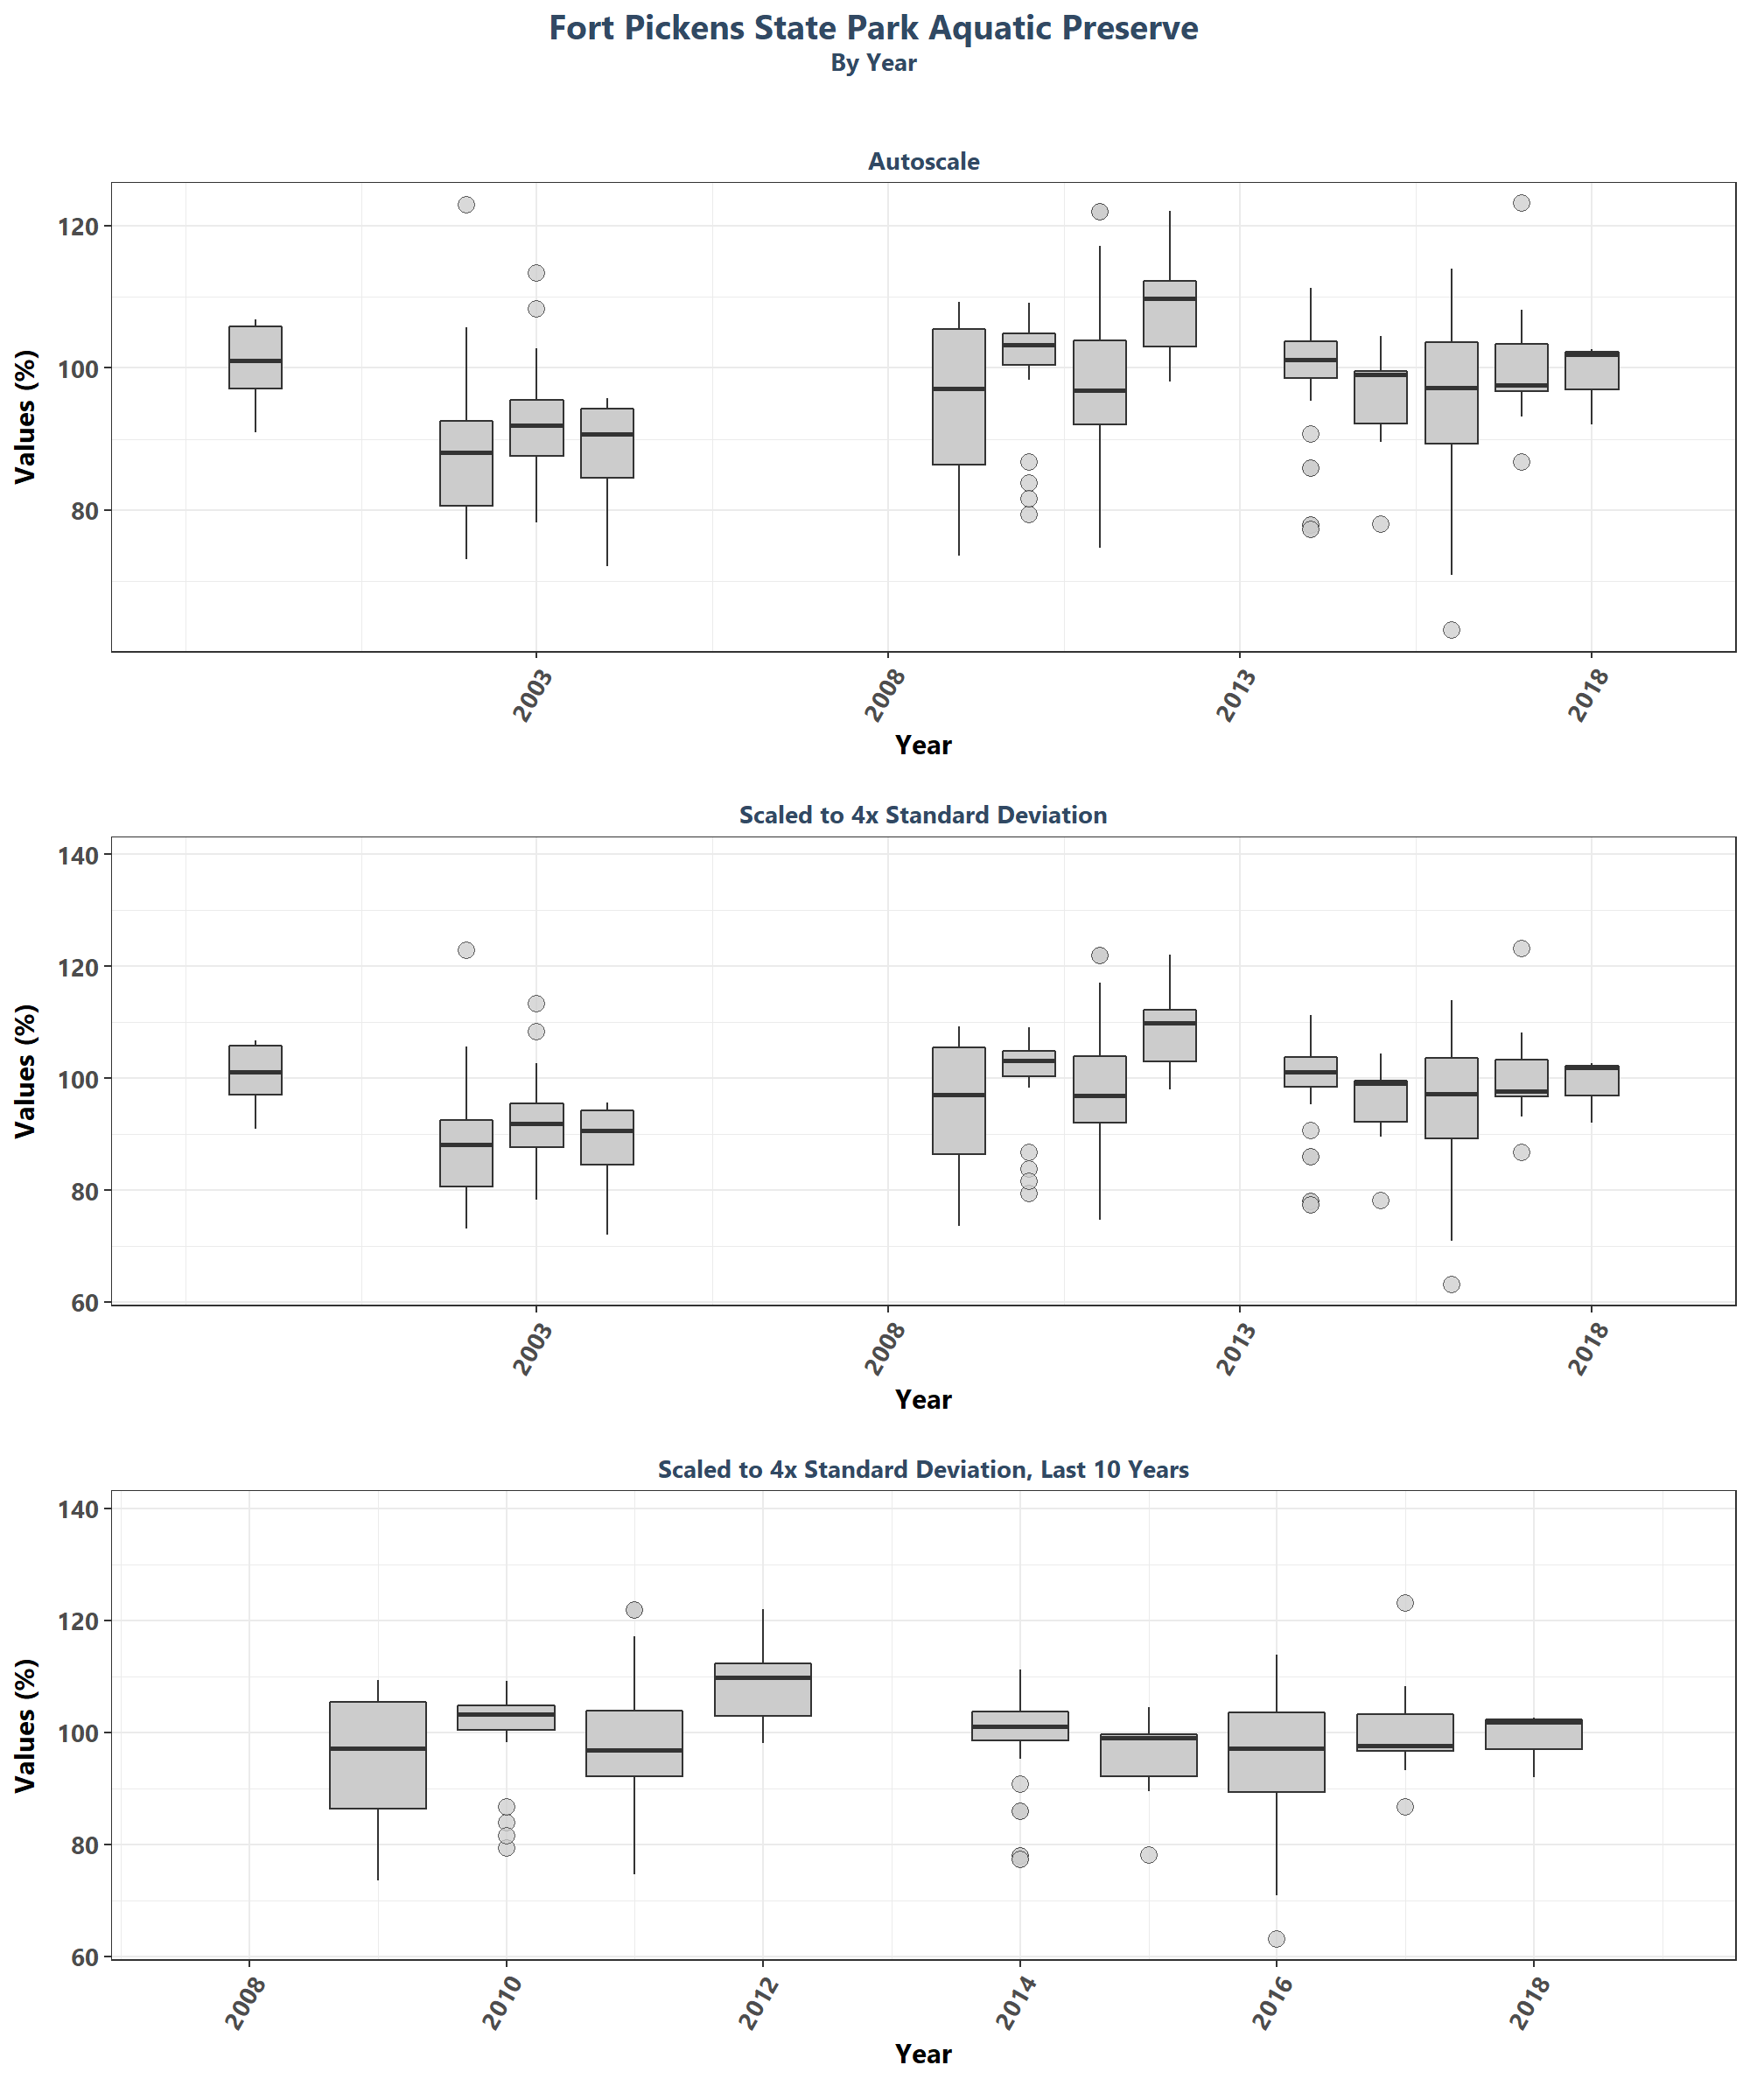 Fort Pickens State Park Aquatic Preserve
By Year
Autoscale
Values (%)
120
100
80
2003
2008
2013
2018
Year
Scaled to 4x Standard Deviation
Values (%)
140
120
100
80
60
2003
2008
2013
2018
Year
Scaled to 4x Standard Deviation, Last 10 Years
Values (%)
140
120
100
80
60
2008
2010
2012
2014
2016
2018
Year